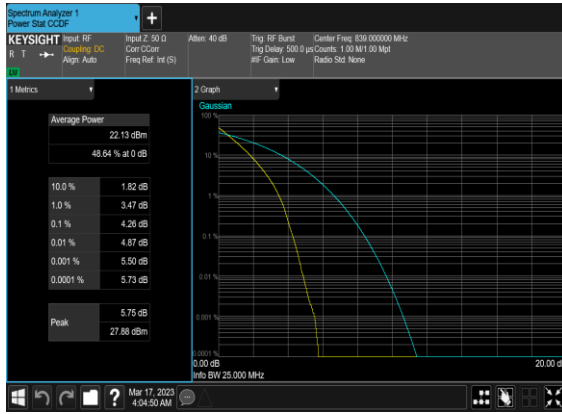 Spectrum Analyzer 1
Power Stat CCDF
+
KEYSIGHT Input: RF Input Z: 50 Ω Atten: 40 dB Trig: RF Burst Center Freq: 839.000000 MHz
R T Coupling: DC Corr CCorr Trig Delay: 500.0 µs Counts: 1.00 M/1.00 Mpt
Align: Auto Freq Ref: Int (S) #IF Gain: Low Radio Std: None
1 Metrics
2 Graph
Average Power
22.13 dBm
48.64 % at 0 dB
10.0 % 1.82 dB
1.0 % 3.47 dB
0.1 % 4.26 dB
0.01 % 4.87 dB
0.001 % 5.50 dB
0.0001 % 5.73 dB
Peak
5.75 dB
27.88 dBm
Gaussian
100 %
10 %
1 %
0.1 %
0.01 %
0.001 %
0.0001 %
0.00 dB 20.00 d
Info BW 25.000 MHz
?
Mar 17, 2023
4:04:50 AM